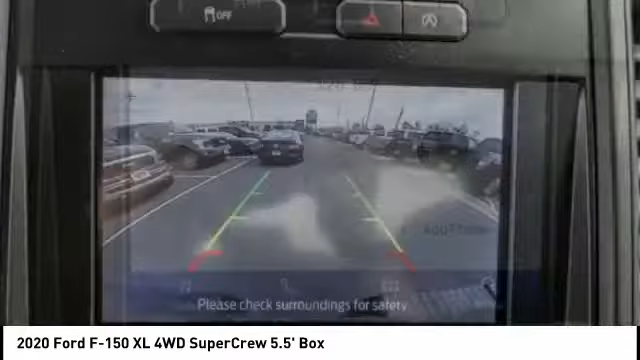 OFF
Please check surroundings for safety
2020 Ford F-150 XL 4WD SuperCrew 5.5' Box